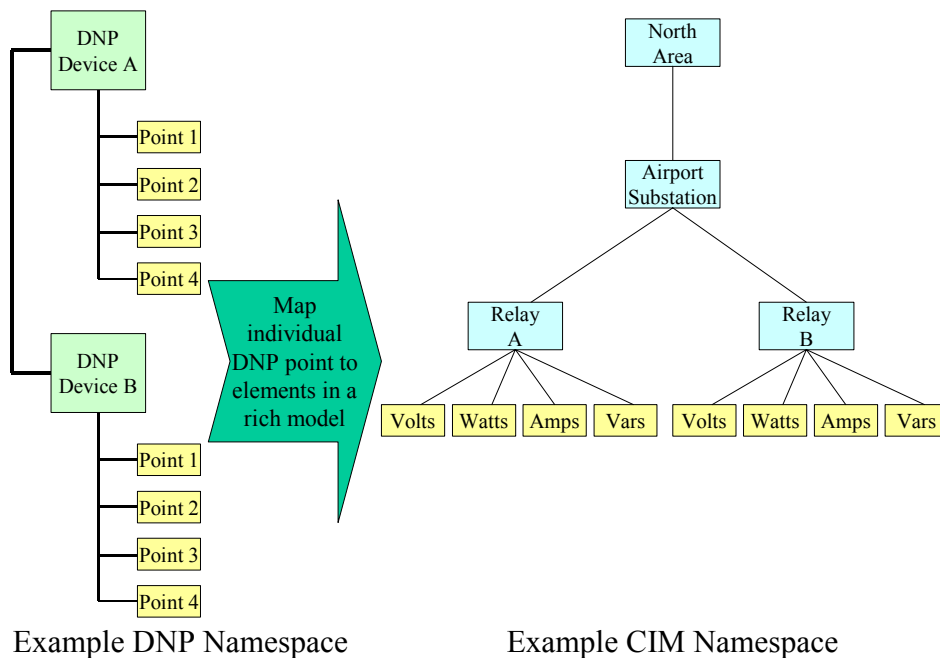 DNP
Device A
Point 1
Point 2
Point 3
Point 4
DNP
Device B
Point 1
Point 2
Point 3
Point 4
Example DNP Namespace
Map
individual
DNP point to
elements in a
rich model
North
Area
Airport
Substation
Relay
A
Relay
B
Volts
Watts
Amps
Vars
Volts
Watts
Amps
Vars
Example CIM Namespace